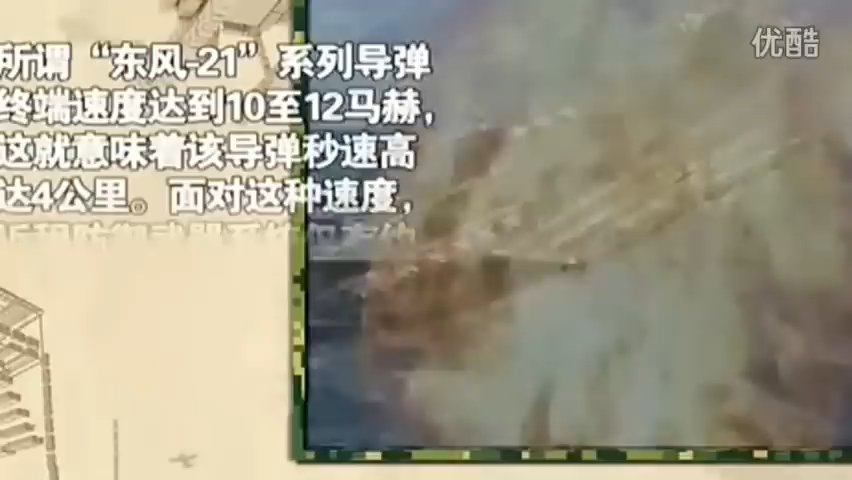 优酷
所谓“东风-21”系列导弹
终端速度达到10至12马赫，
这就意味着该导弹秒速高
达4公里。面对这种速度，